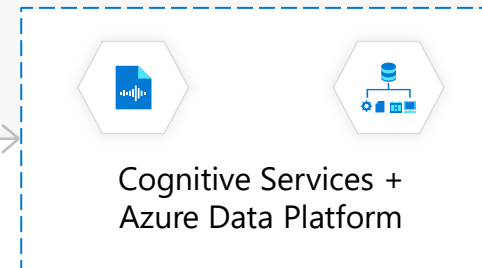 Cognitive Services +
Azure Data Platform